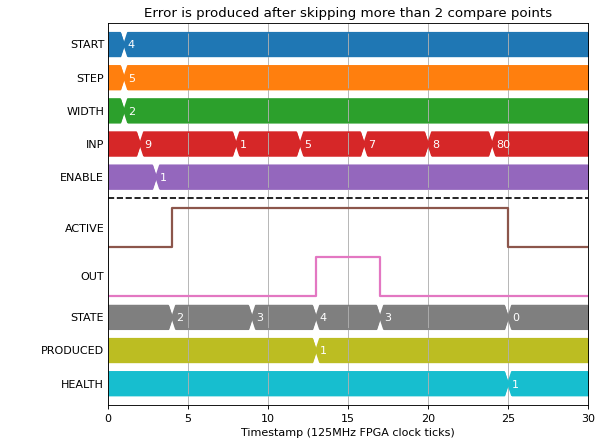 Error is produced after skipping more than 2 compare points
START 4
STEP 5
WIDTH 2
INP 9 1 5 7 8 80
ENABLE 1
ACTIVE
OUT
STATE 2 3 4 3 0
PRODUCED 1
HEALTH 1
0 5 10 15 20 25 30
Timestamp (125MHz FPGA clock ticks)